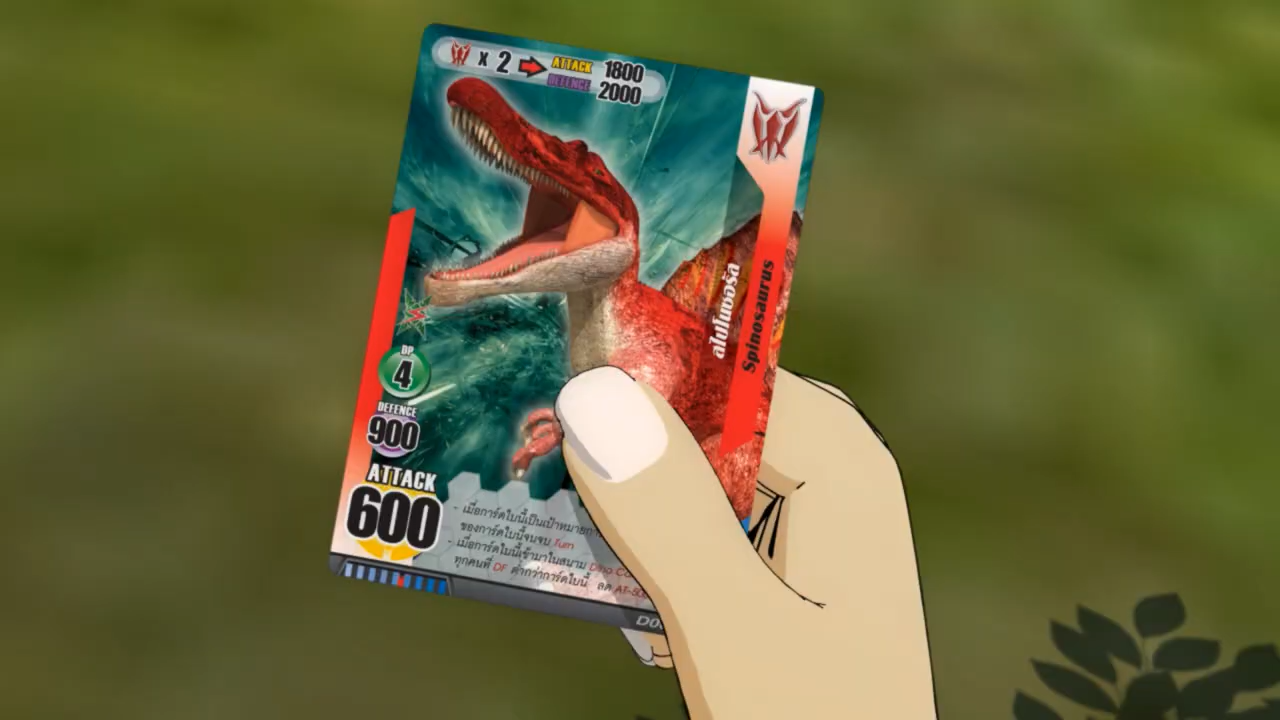 x 2 ATTACK 1800
DEFENCE 2000
สไปโนซอรัส
Spinosaurus
DP
4
DEFENCE
900
ATTACK
600
- เมื่อการ์ดใบนี้เป็นเป้าหมาย
ของการ์ดใบนี้จนจบ Turn
- เมื่อการ์ดใบนี้เข้ามาในสนาม Dino
ทุกคนที่ DF ต่ำกว่าการ์ดใบนี้ ลด